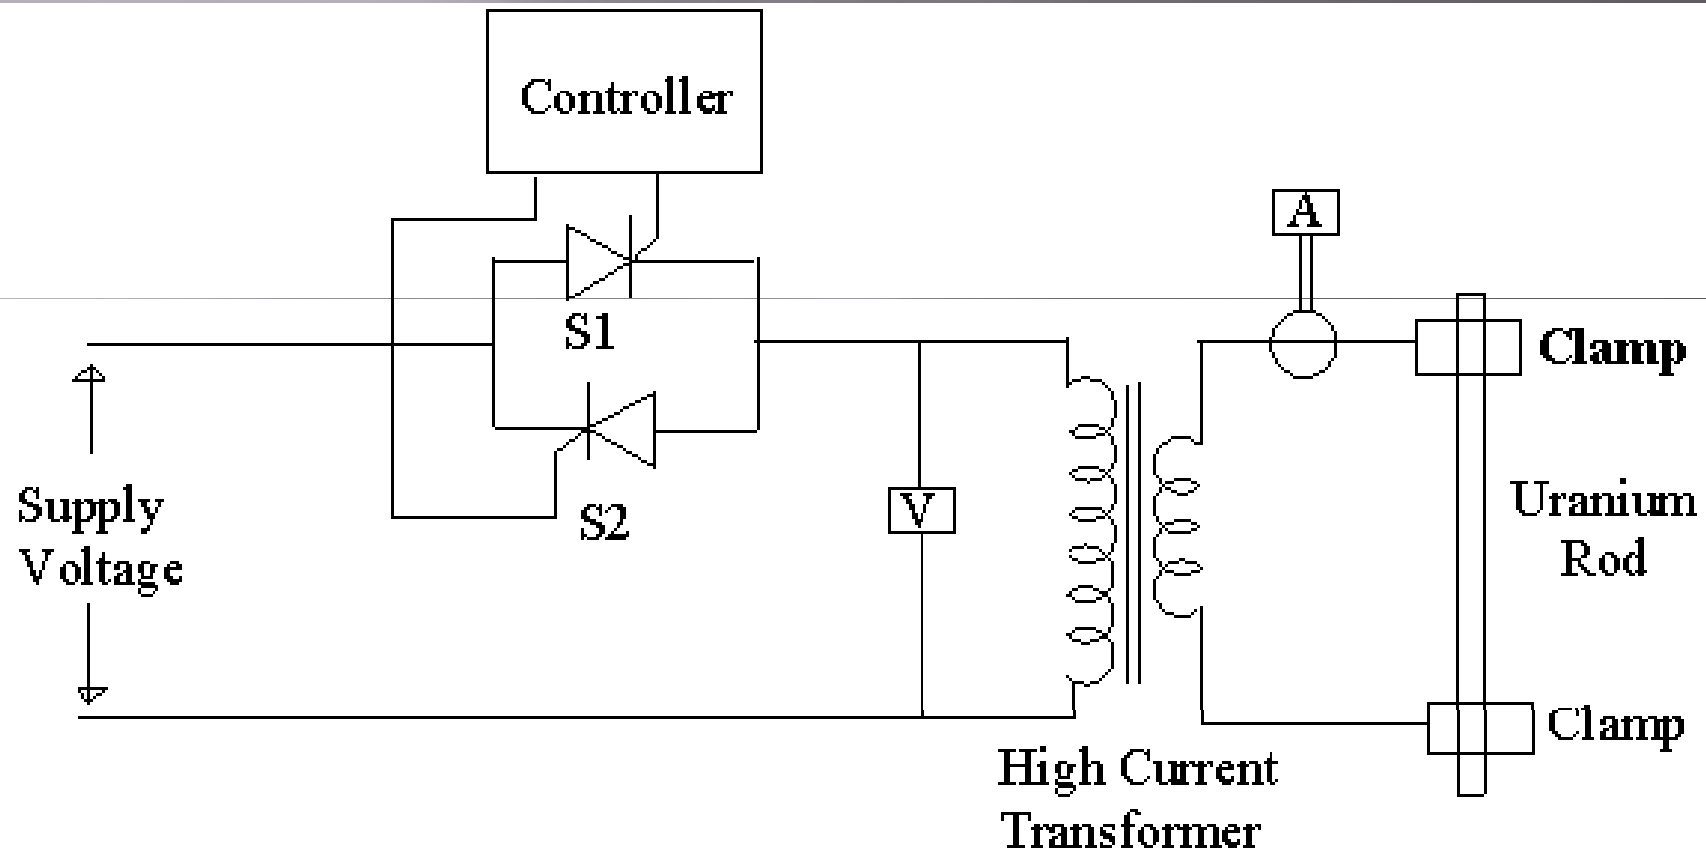 Controller
A
S1
Clamp
Supply
Voltage
V
Uranium
Rod
S2
Clamp
High Current
Transformer